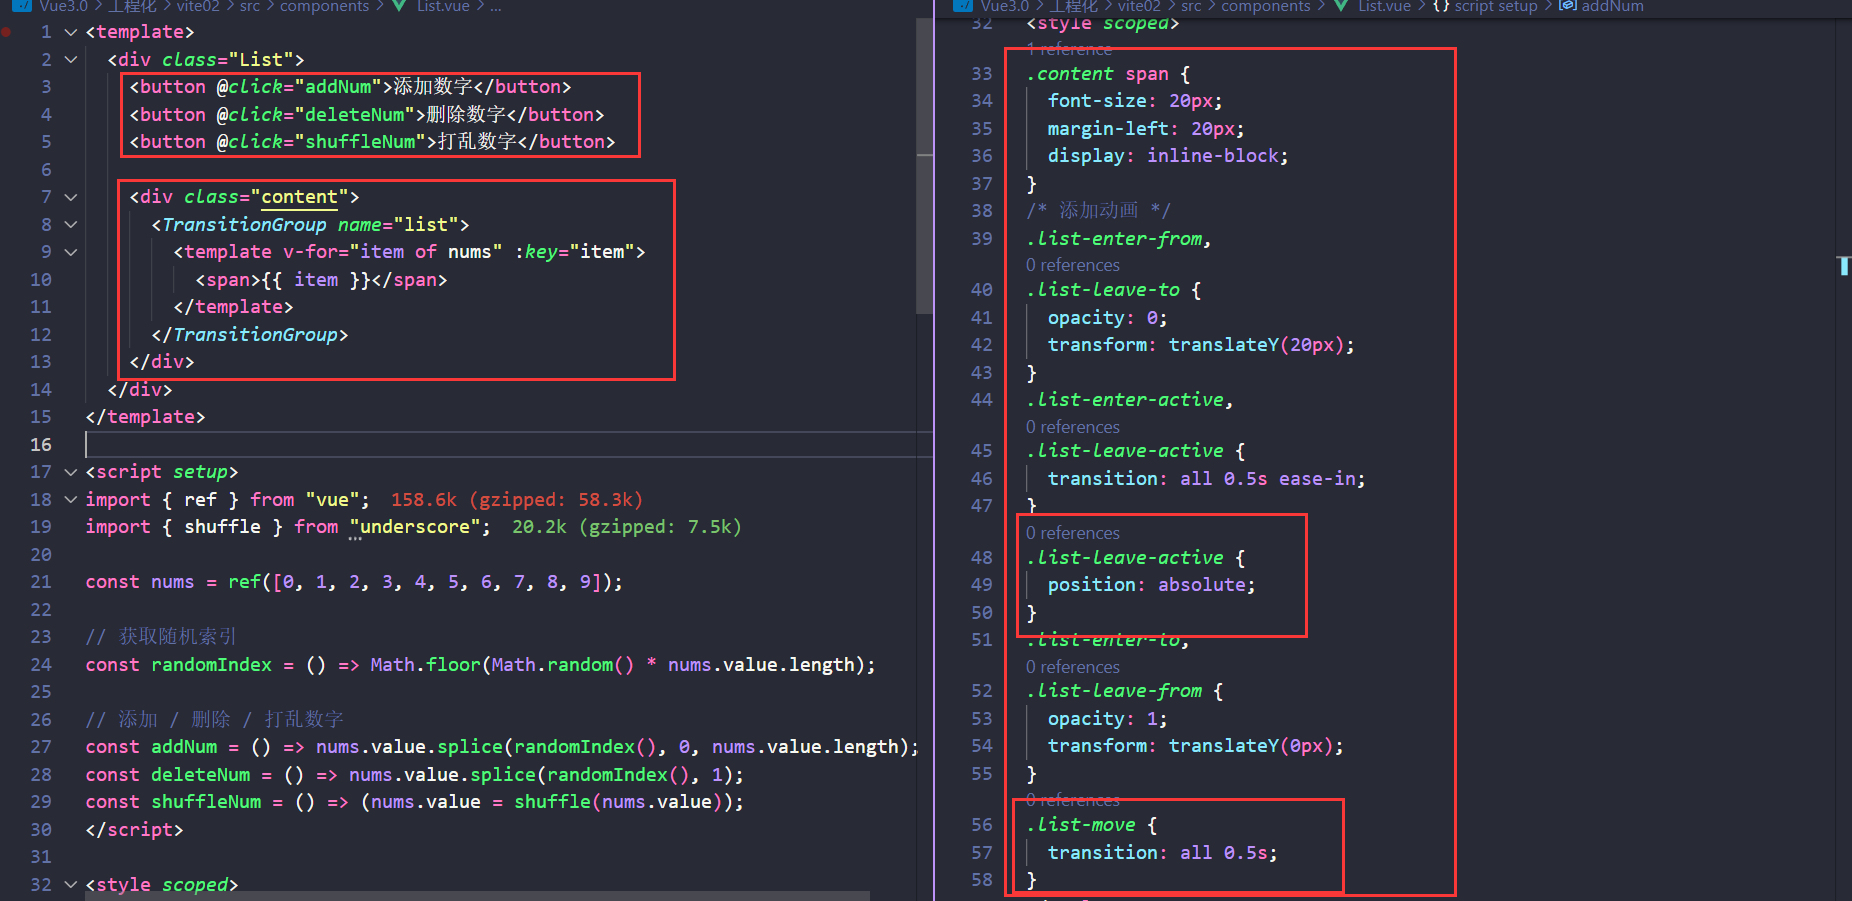 Vue3.0 > 工程化 > vite02 > src > components > List.vue > ...
1 <template>
2 <div class="List">
3 <button @click="addNum">添加数字</button>
4 <button @click="deleteNum">删除数字</button>
5 <button @click="shuffleNum">打乱数字</button>
6
7 <div class="content">
8 <TransitionGroup name="list">
9 <template v-for="item of nums" :key="item">
10 <span>{{ item }}</span>
11 </template>
12 </TransitionGroup>
13 </div>
14 </div>
15 </template>
16
17 <script setup>
18 import { ref } from "vue"; 158.6k (gzipped: 58.3k)
19 import { shuffle } from "underscore"; 20.2k (gzipped: 7.5k)
20
21 const nums = ref([0, 1, 2, 3, 4, 5, 6, 7, 8, 9]);
22
23 // 获取随机索引
24 const randomIndex = () => Math.floor(Math.random() * nums.value.length);
25
26 // 添加 / 删除 / 打乱数字
27 const addNum = () => nums.value.splice(randomIndex(), 0, nums.value.length);
28 const deleteNum = () => nums.value.splice(randomIndex(), 1);
29 const shuffleNum = () => (nums.value = shuffle(nums.value));
30 </script>
31
32 <style scoped>
Vue3.0 > 工程化 > vite02 > src > components > List.vue > {} script setup > addNum
32 <style scoped>
1 reference
33 .content span {
34 font-size: 20px;
35 margin-left: 20px;
36 display: inline-block;
37 }
38 /* 添加动画 */
39 .list-enter-from,
0 references
40 .list-leave-to {
41 opacity: 0;
42 transform: translateY(20px);
43 }
44 .list-enter-active,
0 references
45 .list-leave-active {
46 transition: all 0.5s ease-in;
47 }
0 references
48 .list-leave-active {
49 position: absolute;
50 }
51 .list-enter-to,
0 references
52 .list-leave-from {
53 opacity: 1;
54 transform: translateY(0px);
55 }
0 references
56 .list-move {
57 transition: all 0.5s;
58 }